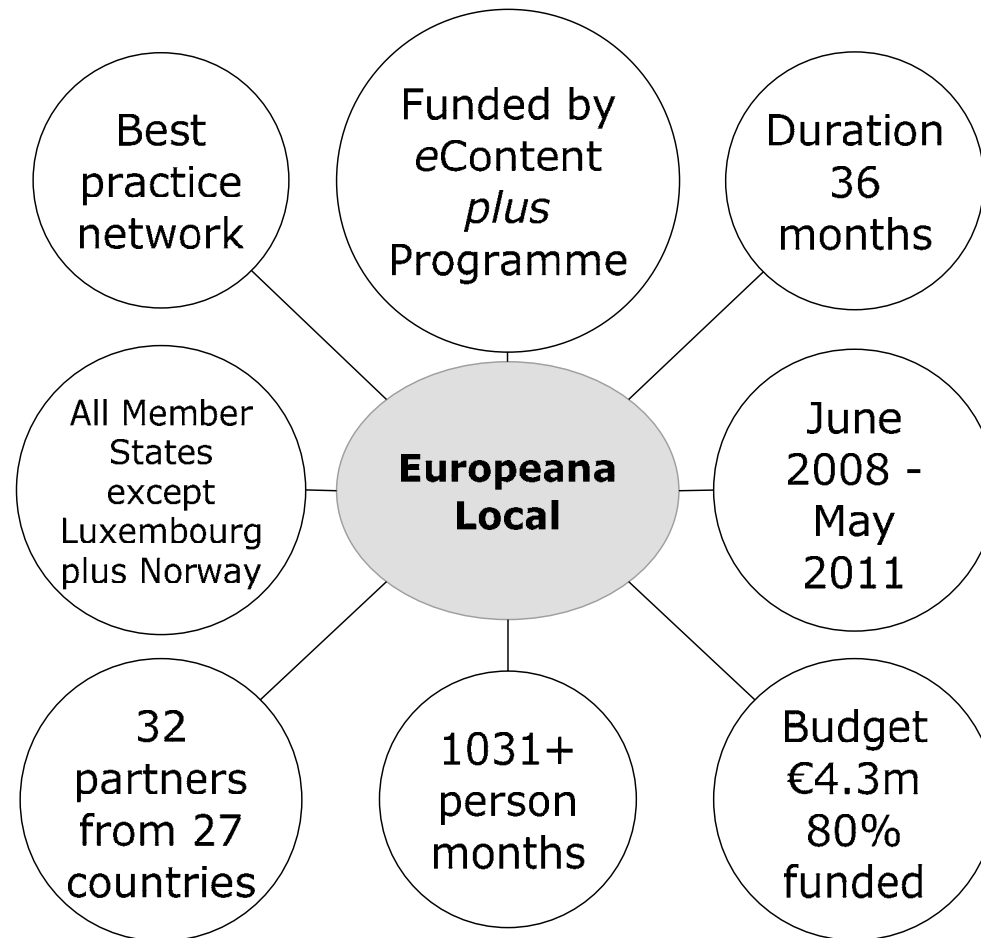 Best
practice
network
Funded by
eContent
plus
Programme
Duration
36
months
All Member
States
except
Luxembourg
plus Norway
Europeana
Local
June
2008 -
May
2011
32
partners
from 27
countries
1031+
person
months
Budget
€4.3m
80%
funded